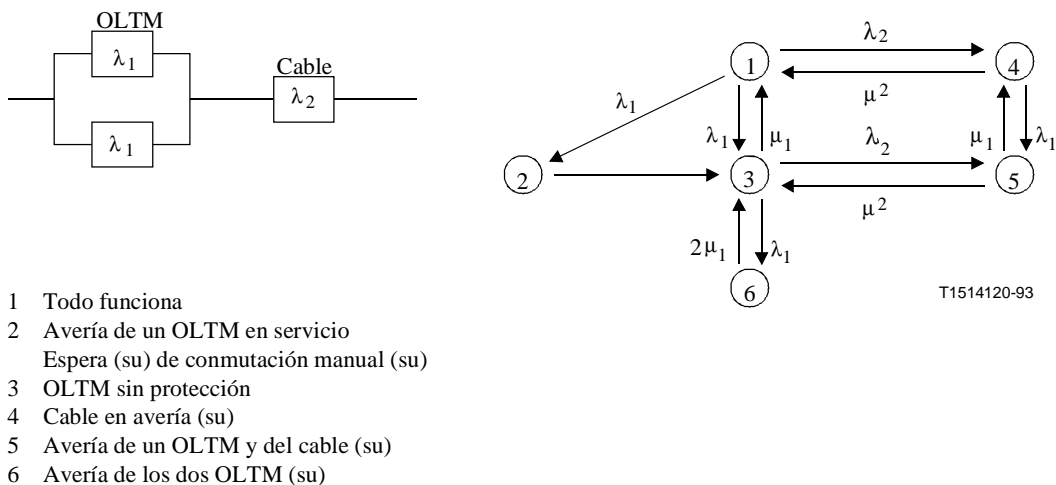 OLTM
λ1
Cable
λ2
λ1
λ2
1
4
μ2
λ1
λ1
μ1
λ2
μ1
λ1
2
3
5
μ2
2μ1
λ1
6
T1514120-93
1 Todo funciona
2 Avería de un OLTM en servicio
Espera (su) de conmutación manual (su)
3 OLTM sin protección
4 Cable en avería (su)
5 Avería de un OLTM y del cable (su)
6 Avería de los dos OLTM (su)